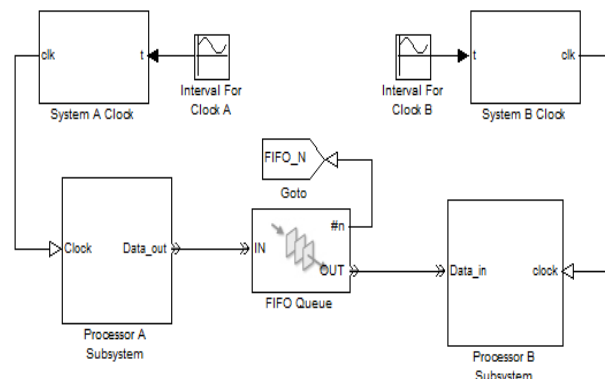 clk
t
System A Clock
Interval For
Clock A
Interval For
Clock B
t
clk
System B Clock
FIFO_N
Goto
Clock
Data_out
Processor A
Subsystem
IN
#n
OUT
FIFO Queue
Data_in
clock
Processor B
Subsystem